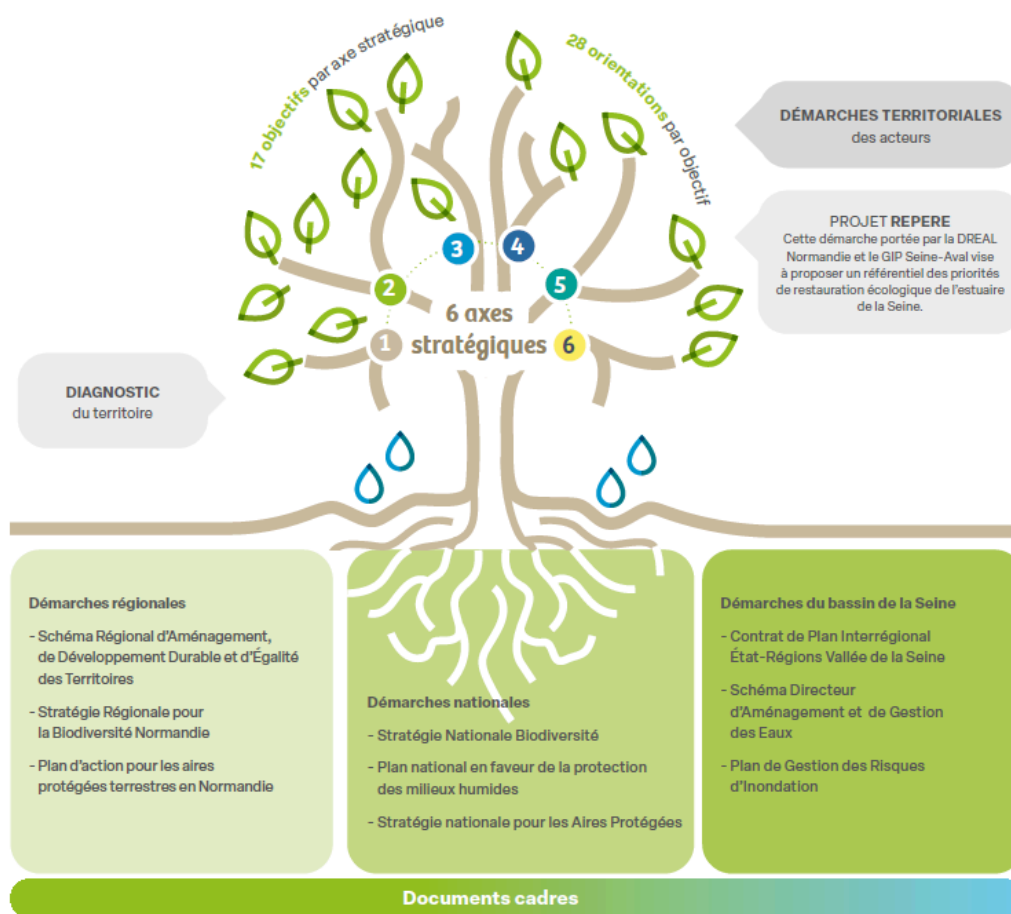 17 objectifs par axe stratégique
28 orientations par objectif
DÉMARCHES TERRITORIALES
des acteurs
PROJET REPERE
Cette démarche portée par la DREAL
Normandie et le GIP Seine-Aval vise
à proposer un référentiel des priorités
de restauration écologique de l'estuaire
de la Seine.
3
4
2
5
6 axes
1
stratégiques
6
DIAGNOSTIC
du territoire
Démarches régionales
- Schéma Régional d'Aménagement,
de Développement Durable et d'Égalité
des Territoires
- Stratégie Régionale pour
la Biodiversité Normandie
- Plan d'action pour les aires
protégées terrestres en Normandie
Démarches nationales
- Stratégie Nationale Biodiversité
- Plan national en faveur de la protection
des milieux humides
- Stratégie nationale pour les Aires Protégées
Démarches du bassin de la Seine
- Contrat de Plan Interrégional
État-Régions Vallée de la Seine
- Schéma Directeur
d'Aménagement et de Gestion
des Eaux
- Plan de Gestion des Risques
d'Inondation
Documents cadres